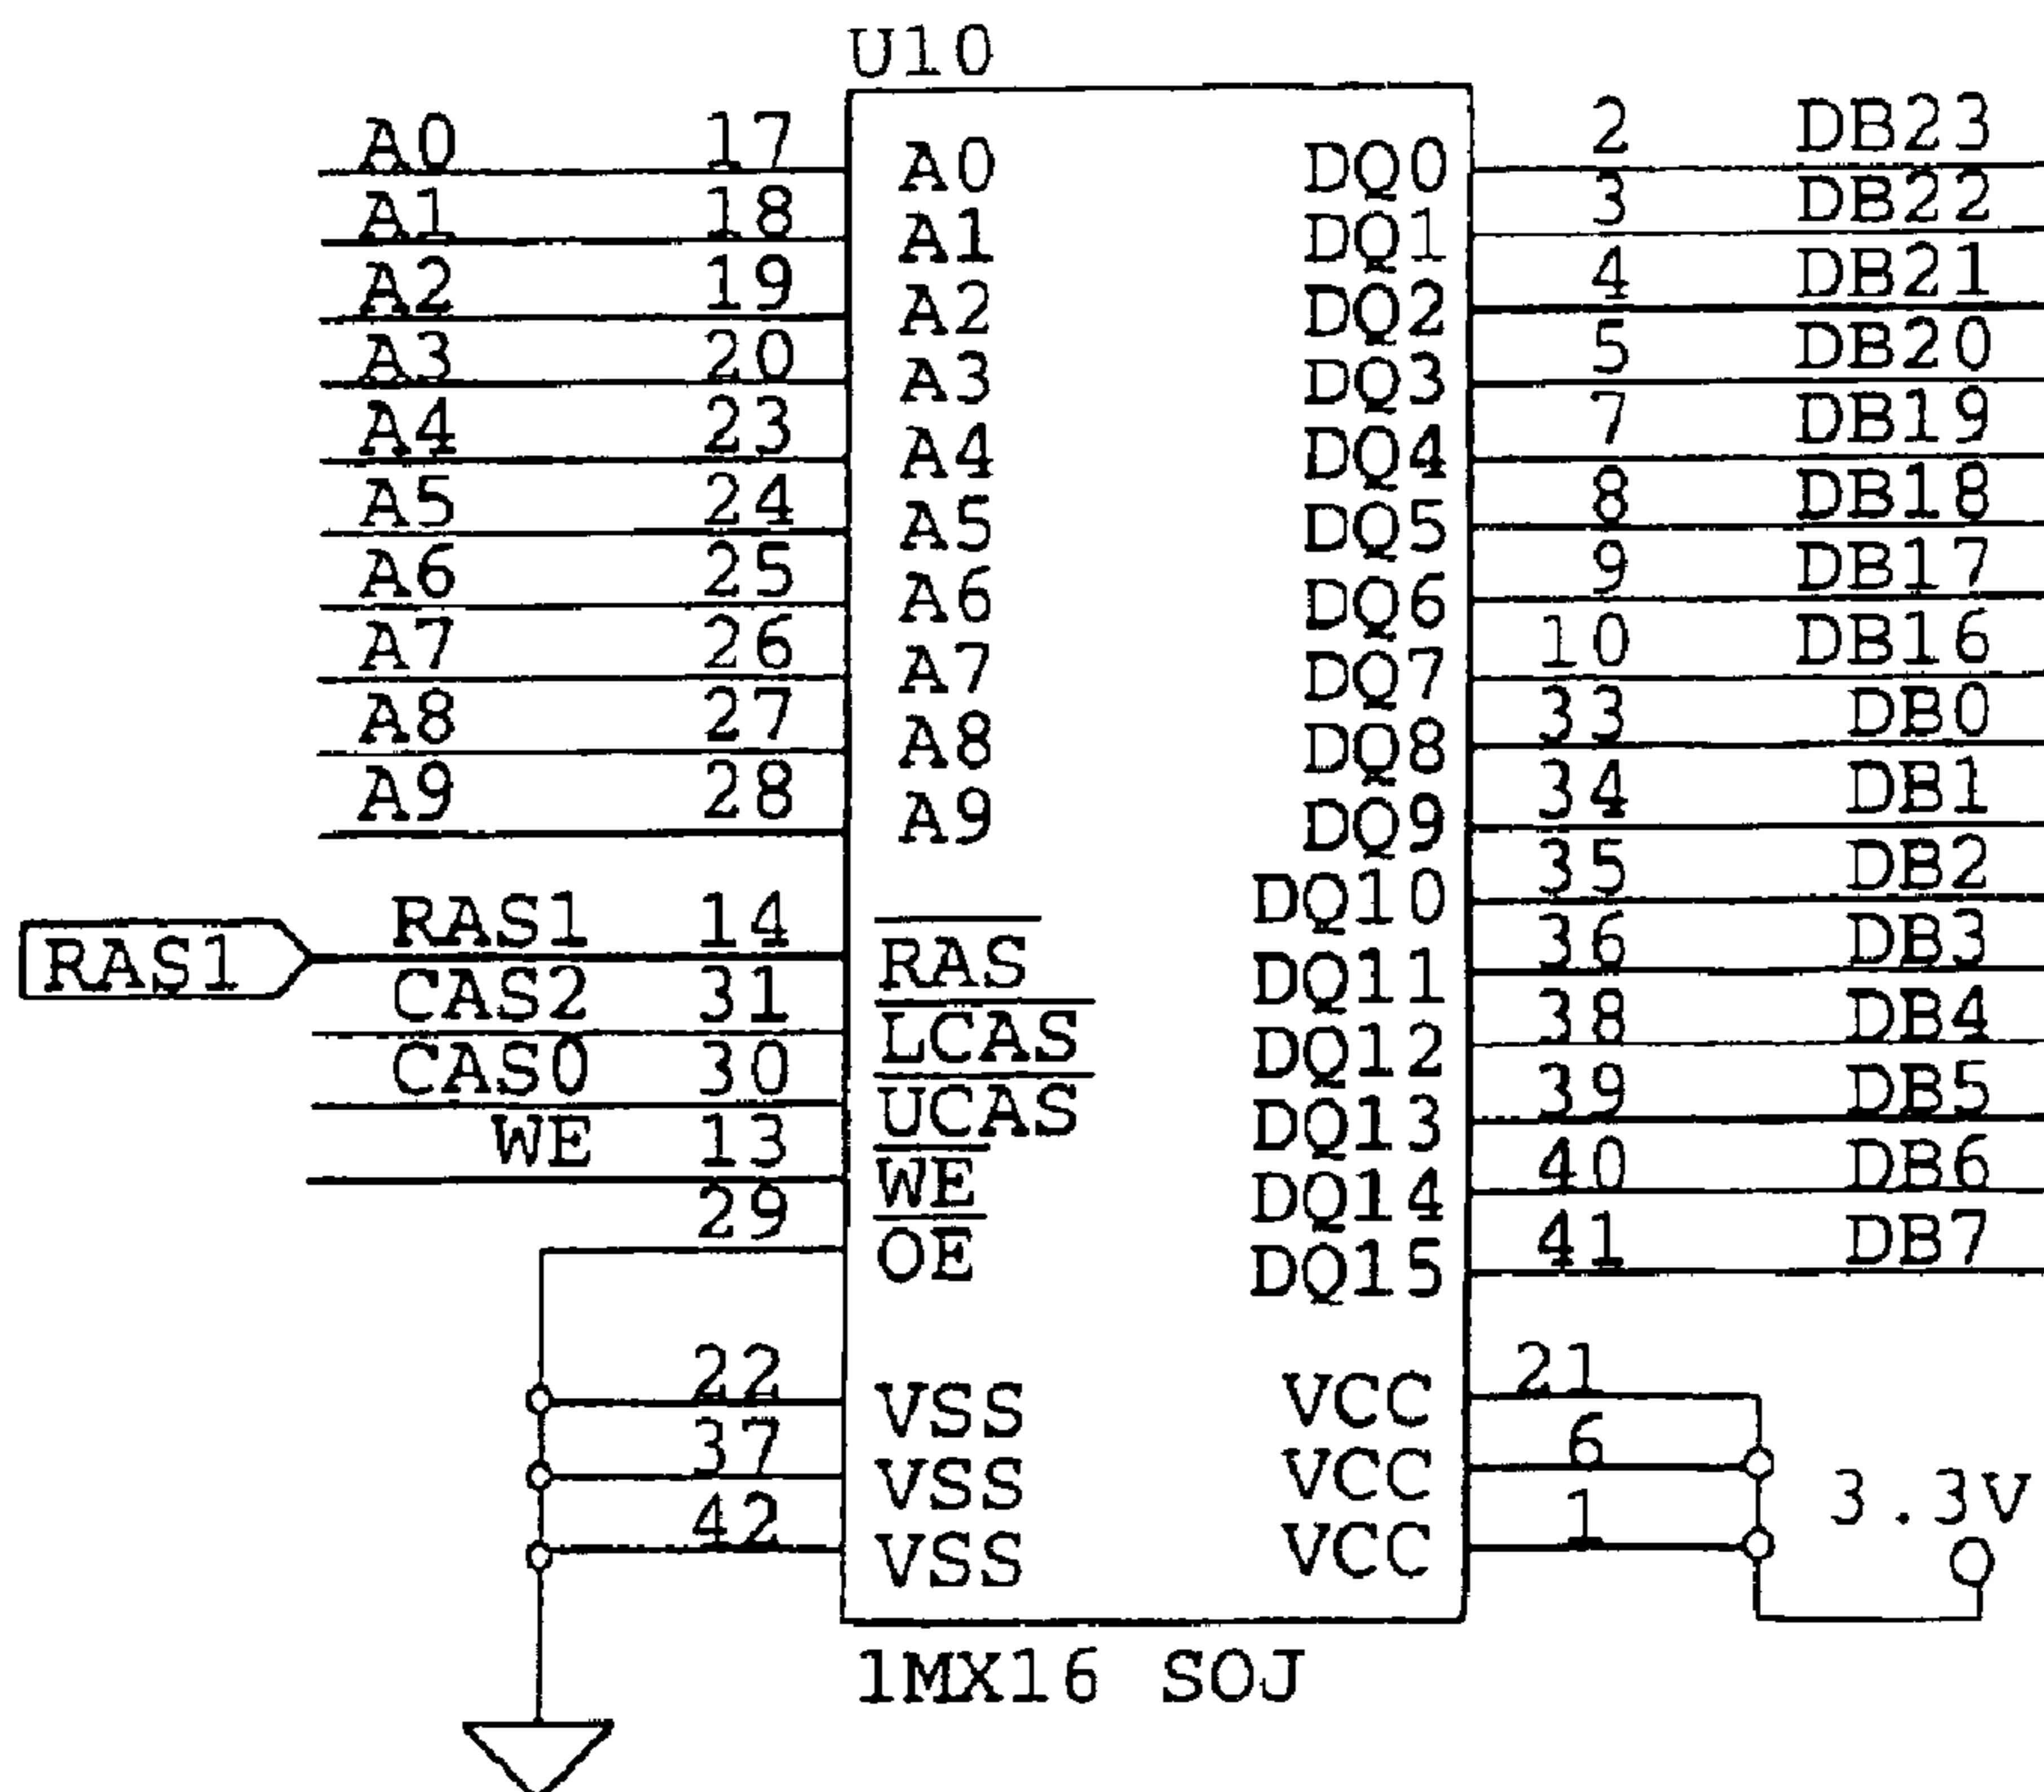 U10
A0 17 A0 DQ0 2 DB23
A1 18 A1 DQ1 3 DB22
A2 19 A2 DQ2 4 DB21
A3 20 A3 DQ3 5 DB20
A4 23 A4 DQ4 7 DB19
A5 24 A5 DQ5 8 DB18
A6 25 A6 DQ6 9 DB17
A7 26 A7 DQ7 10 DB16
A8 27 A8 DQ8 33 DB0
A9 28 A9 DQ9 34 DB1
DQ10 35 DB2
RAS1 RAS1 14 RAS DQ11 36 DB3
CAS2 31 LCAS DQ12 38 DB4
CAS0 30 UCAS DQ13 39 DB5
WE 13 WE DQ14 40 DB6
29 OE DQ15 41 DB7
22 VSS VCC 21
37 VSS VCC 6
42 VSS VCC 1 3.3V
1MX16 SOJ